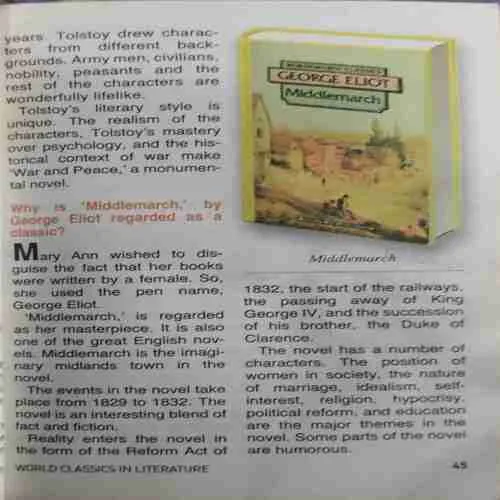 years Tolstoy drew charac-
ters from different back-
grounds. Army men, civilians,
nobility, peasants and the
rest of the characters are
wonderfully lifelike.
Tolstoy's literary style is
unique. The realism of the
characters, Tolstoy's mastery
over psychology, and the his-
torical context of war make
'War and Peace,' a monumen-
tal novel.
Why is 'Middlemarch,' by
George Eliot regarded as a
classic?
Mary Ann wished to dis-
guise the fact that her books
were written by a female. So,
she used the pen name,
George Eliot.
'Middlemarch,' is regarded
as her masterpiece. It is also
one of the great English nov-
els. Middlemarch is the imagi-
nary midlands town in the
novel.
The events in the novel take
place from 1829 to 1832. The
novel is an interesting blend of
fact and fiction.
Reality enters the novel in
the form of the Reform Act of
WORDSWORTH CLASSICS
GEORGE ELIOT
Middlemarch
Middlemarch
1832, the start of the railways,
the passing away of King
George IV, and the succession
of his brother, the Duke of
Clarence.
The novel has a number of
characters. The position of
women in society, the nature
of marriage, idealism, self-
interest, religion, hypocrisy,
political reform, and education
are the major themes in the
novel. Some parts of the novel
are humorous.
WORLD CLASSICS IN LITERATURE
45